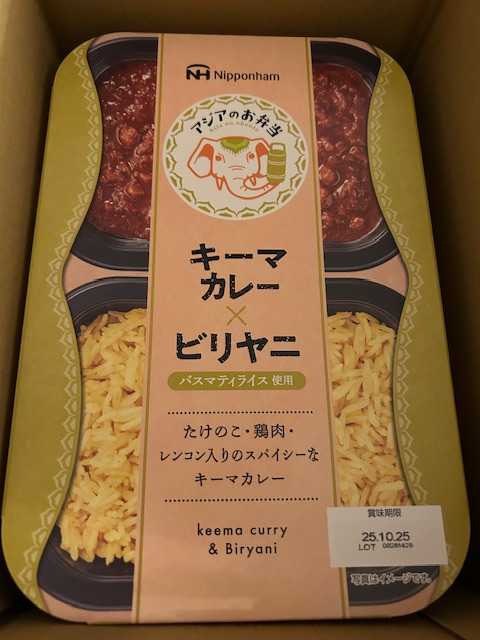 NH Nipponham
アジアのお弁当
キーマ
カレー
×
ビリヤニ
バスマティライス 使用
たけのこ・鶏肉・
レンコン入りのスパイシーな
キーマカレー
keema curry
& Biryani
賞味期限
25.10.25
LOT
写真はイメージです。